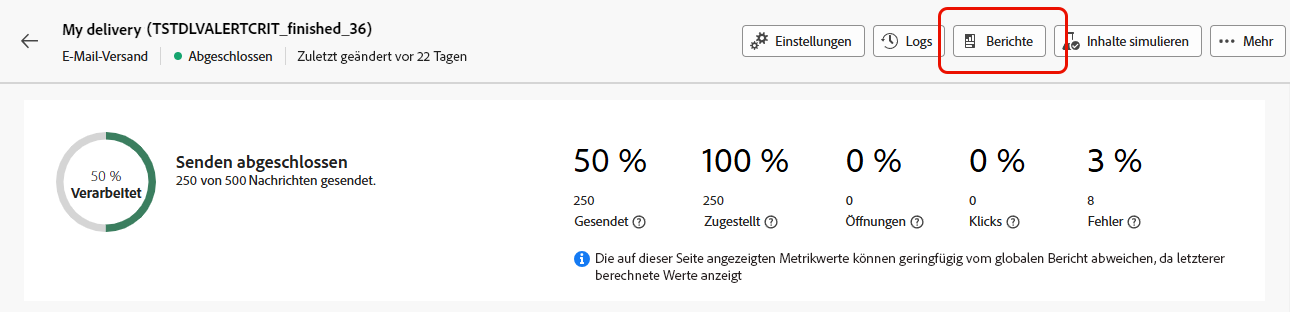 My delivery (TSTDLVALERTCRIT_finished_36)
E-Mail-Versand Abgeschlossen Zuletzt geändert vor 22 Tagen
Einstellungen Logs Berichte Inhalte simulieren Mehr
50 %
Verarbeitet
Senden abgeschlossen
250 von 500 Nachrichten gesendet.
50 % 100 % 0 % 0 % 3 %
250 250 0 0 8
Gesendet Zugestellt Öffnungen Klicks Fehler
Die auf dieser Seite angezeigten Metrikwerte können geringfügig vom globalen Bericht abweichen, da letzterer
berechnete Werte anzeigt